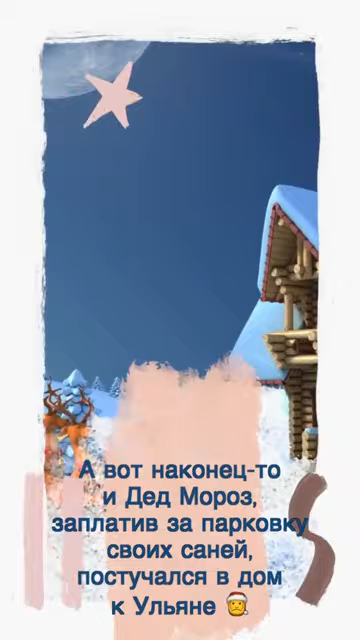 А вот наконец-то
и Дед Мороз,
заплатив за парковку
своих саней,
постучался в дом
к Ульяне 🎅